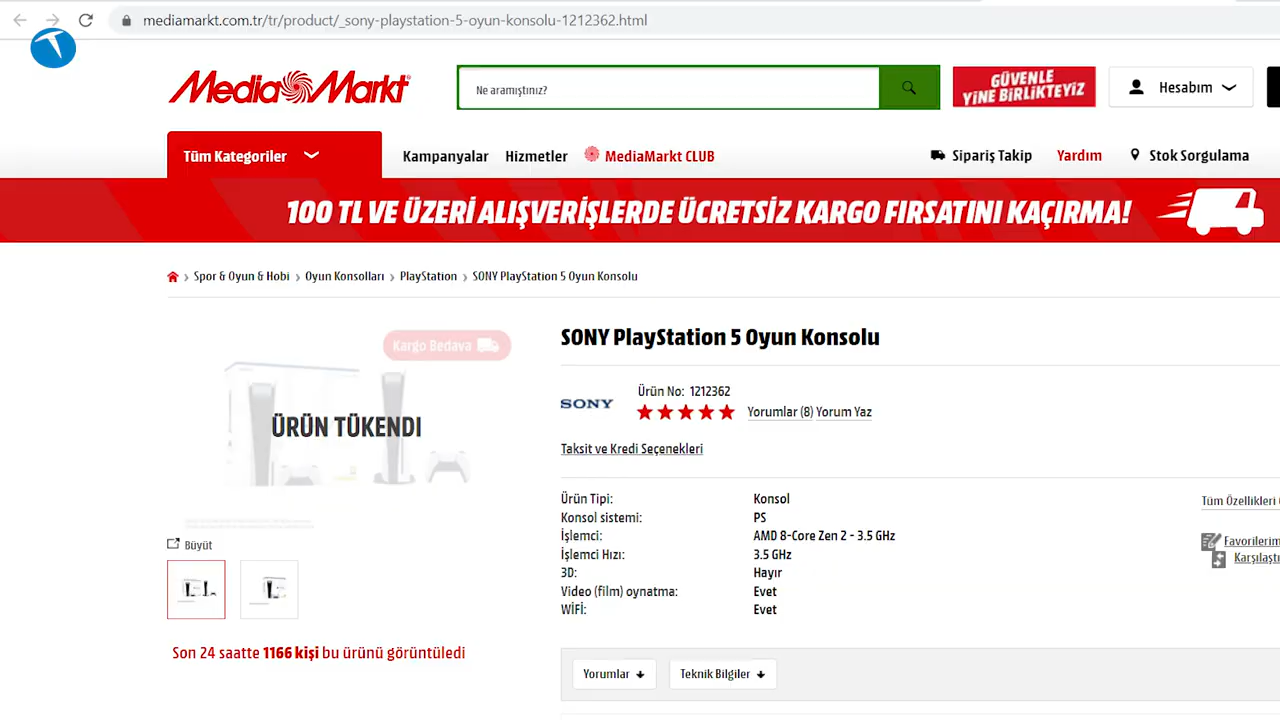 mediamarkt.com.tr/tr/product/_sony-playstation-5-oyun-konsolu-1212362.html
MediaMarkt
Ne aramıştınız?
GÜVENLE
YİNE BİRLİKTEYİZ
Hesabım
Tüm Kategoriler
Kampanyalar
Hizmetler
MediaMarkt CLUB
Sipariş Takip
Yardım
Stok Sorgulama
100 TL VE ÜZERİ ALIŞVERİŞLERDE ÜCRETSİZ KARGO FIRSATINI KAÇIRMA!
Spor & Oyun & Hobi › Oyun Konsolları › PlayStation › SONY PlayStation 5 Oyun Konsolu
Kargo Bedava
ÜRÜN TÜKENDI
Büyüt
Son 24 saatte 1166 kişi bu ürünü görüntüledi
SONY PlayStation 5 Oyun Konsolu
SONY
Ürün No: 1212362
Yorumlar (8) Yorum Yaz
Taksit ve Kredi Seçenekleri
Ürün Tipi: Konsol
Konsol sistemi: PS
İşlemci: AMD 8-Core Zen 2 - 3.5 GHz
İşlemci Hızı: 3.5 GHz
3D: Hayır
Video (film) oynatma: Evet
WİFİ: Evet
Tüm Özellikleri
Favorilerim
Karşılaştı
Yorumlar
Teknik Bilgiler